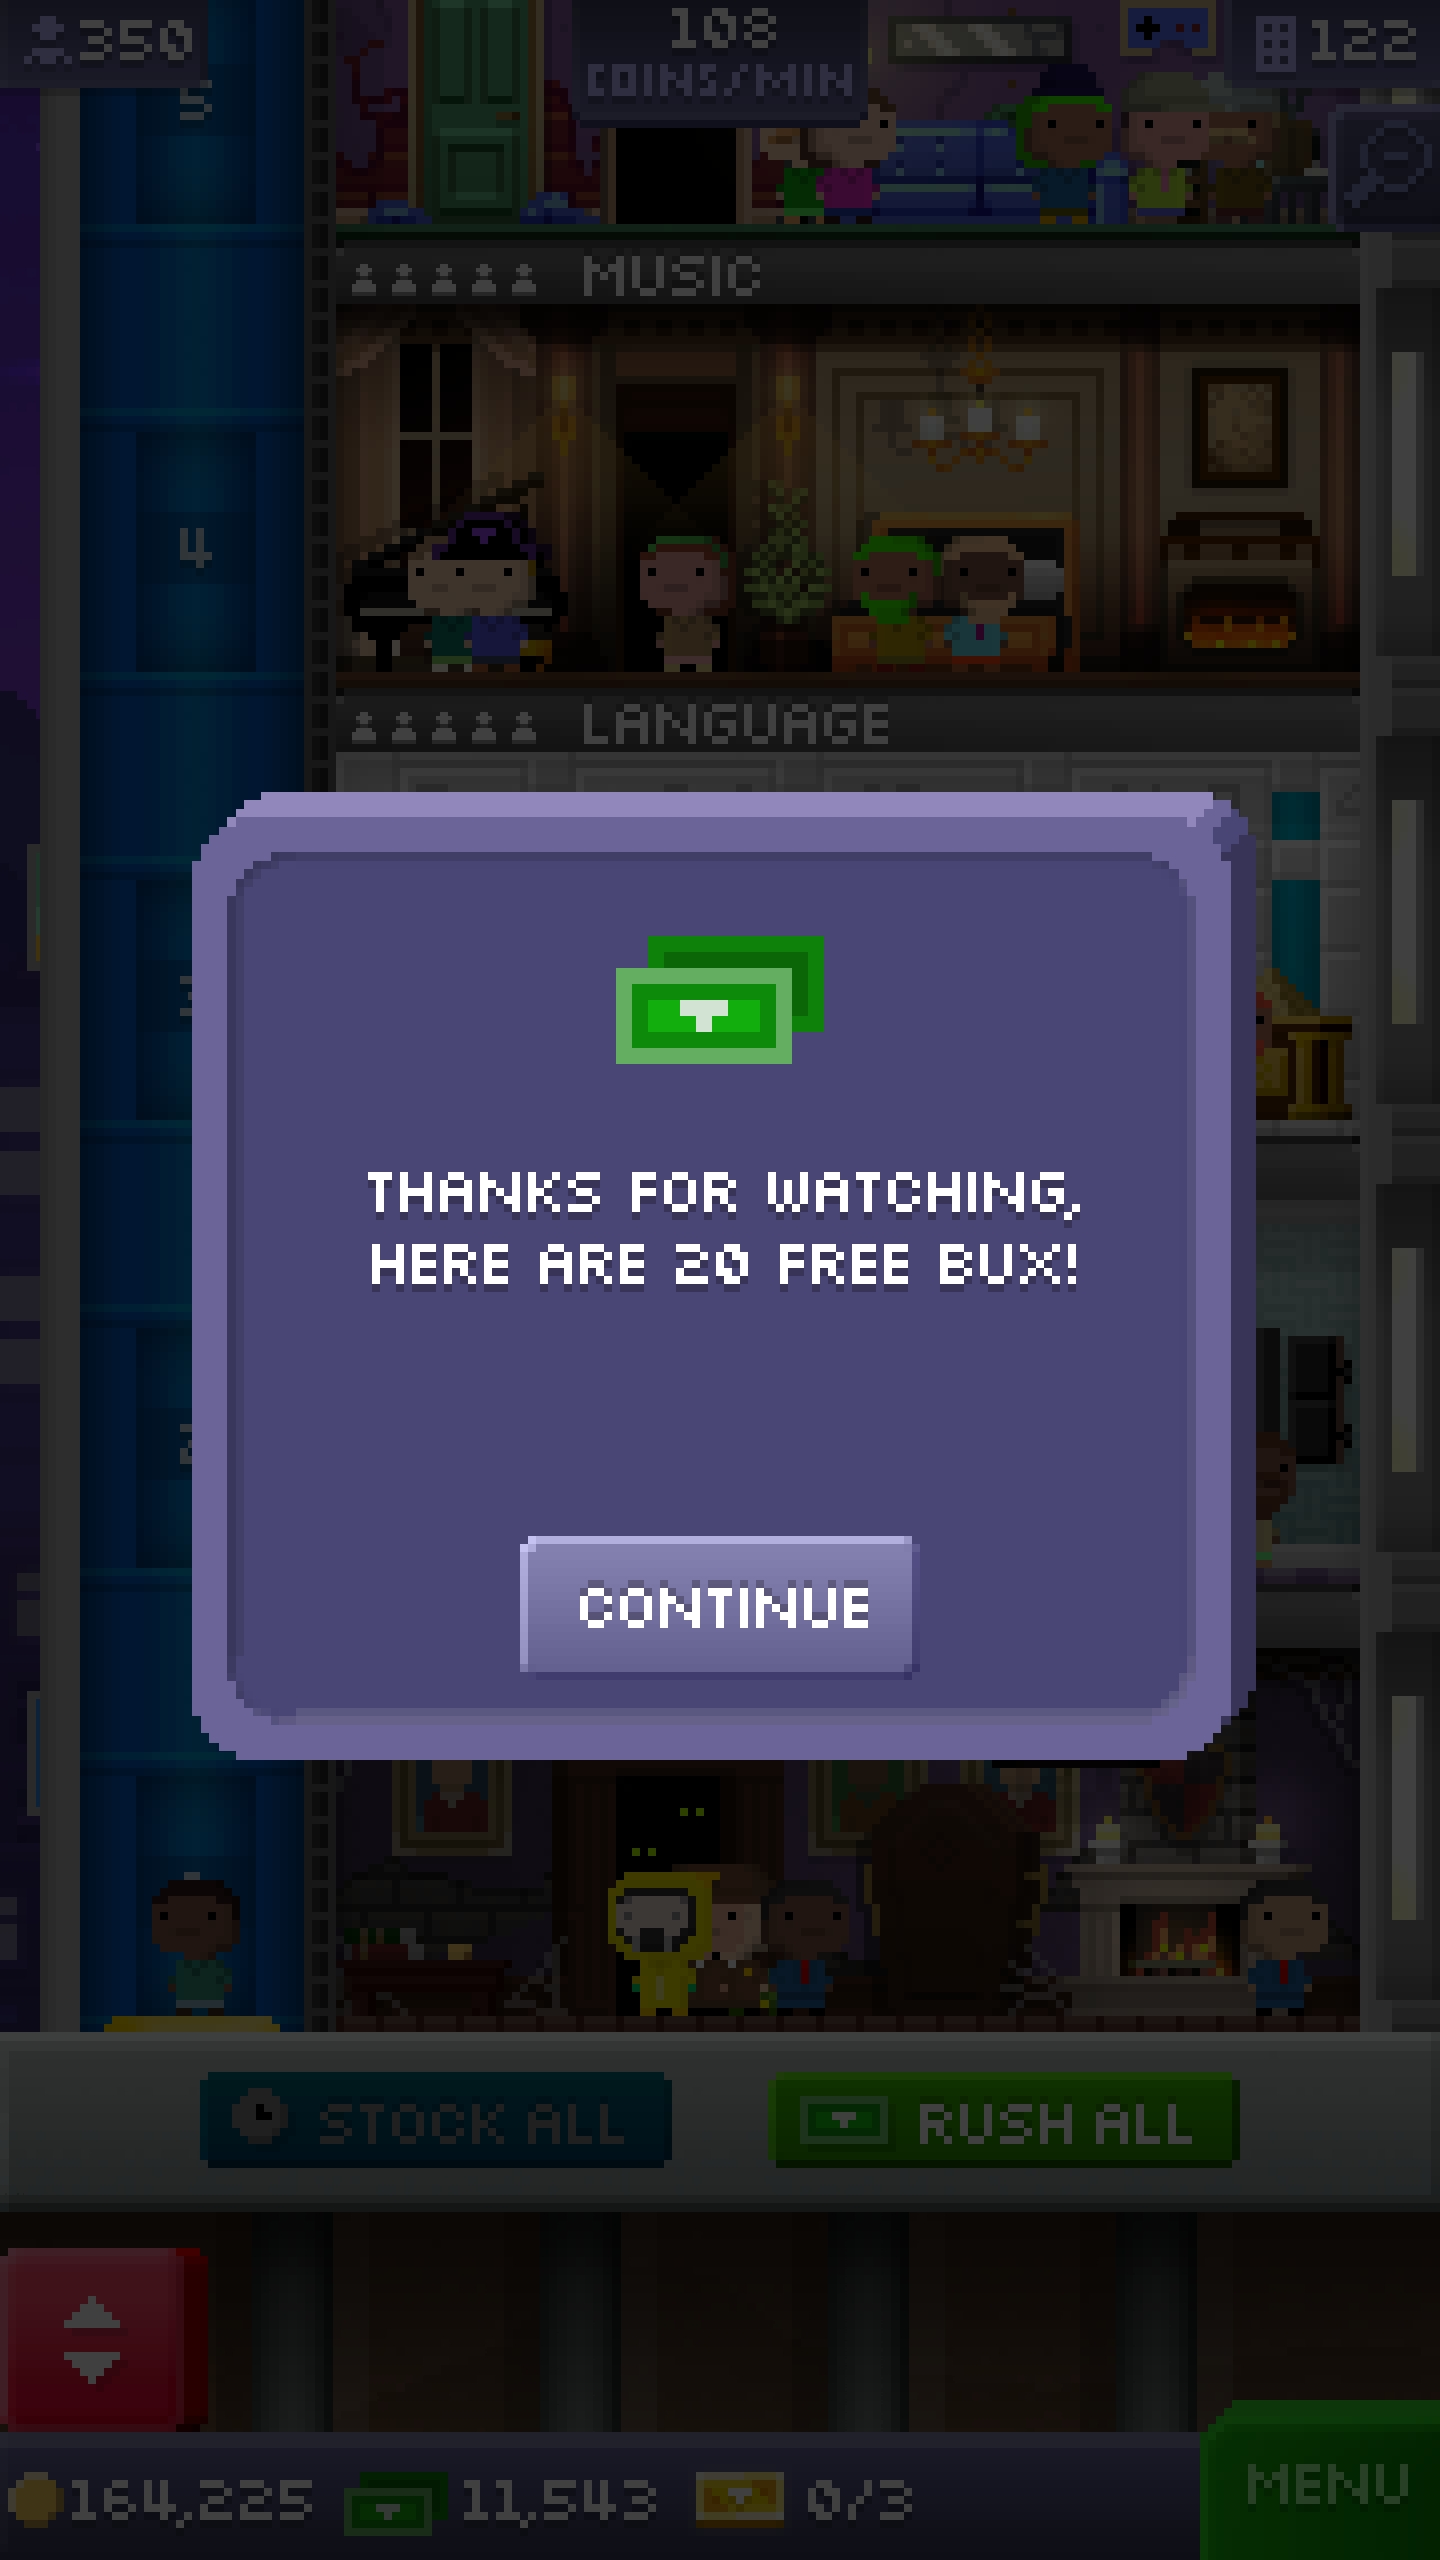 350
108
COINS/MIN
122
5
MUSIC
4
LANGUAGE
THANKS FOR WATCHING,
HERE ARE 20 FREE BUX!
CONTINUE
STOCK ALL
RUSH ALL
164,225
11,543
0/3
MENU